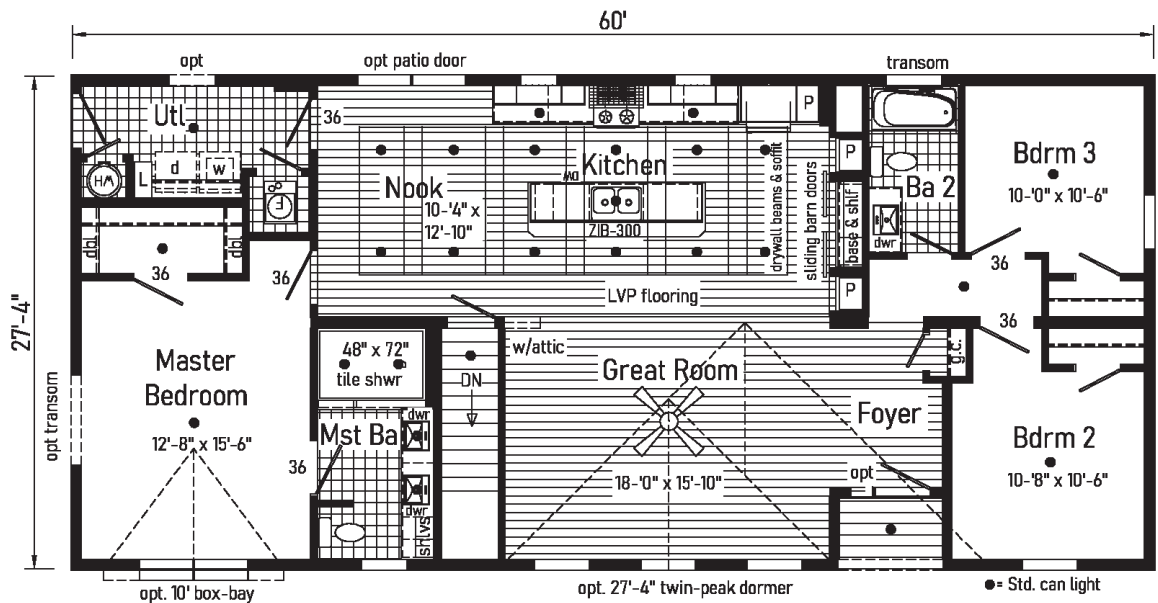 60'
opt
opt patio door
transom
Utl
36
P
d
w
L
WH
F
dbl
dbl
36
36
Nook
10-'4" x
12'-10"
Kitchen
DW
ZIB-300
drywall beams & soffit
sliding barn doors
base & shlf
P
P
Ba 2
dwr
Bdrm 3
10-'0" x 10'-6"
36
36
LVP flooring
27'-4"
opt transom
Master
Bedroom
12'-8" x 15'-6"
36
48" x 72"
tile shwr
Mst Ba
dwr
dwr
shlvs
DN
w/attic
Great Room
18-'0" x 15'-10"
Foyer
opt
g.c.
Bdrm 2
10-'8" x 10'-6"
opt. 10' box-bay
opt. 27'-4" twin-peak dormer
●= Std. can light